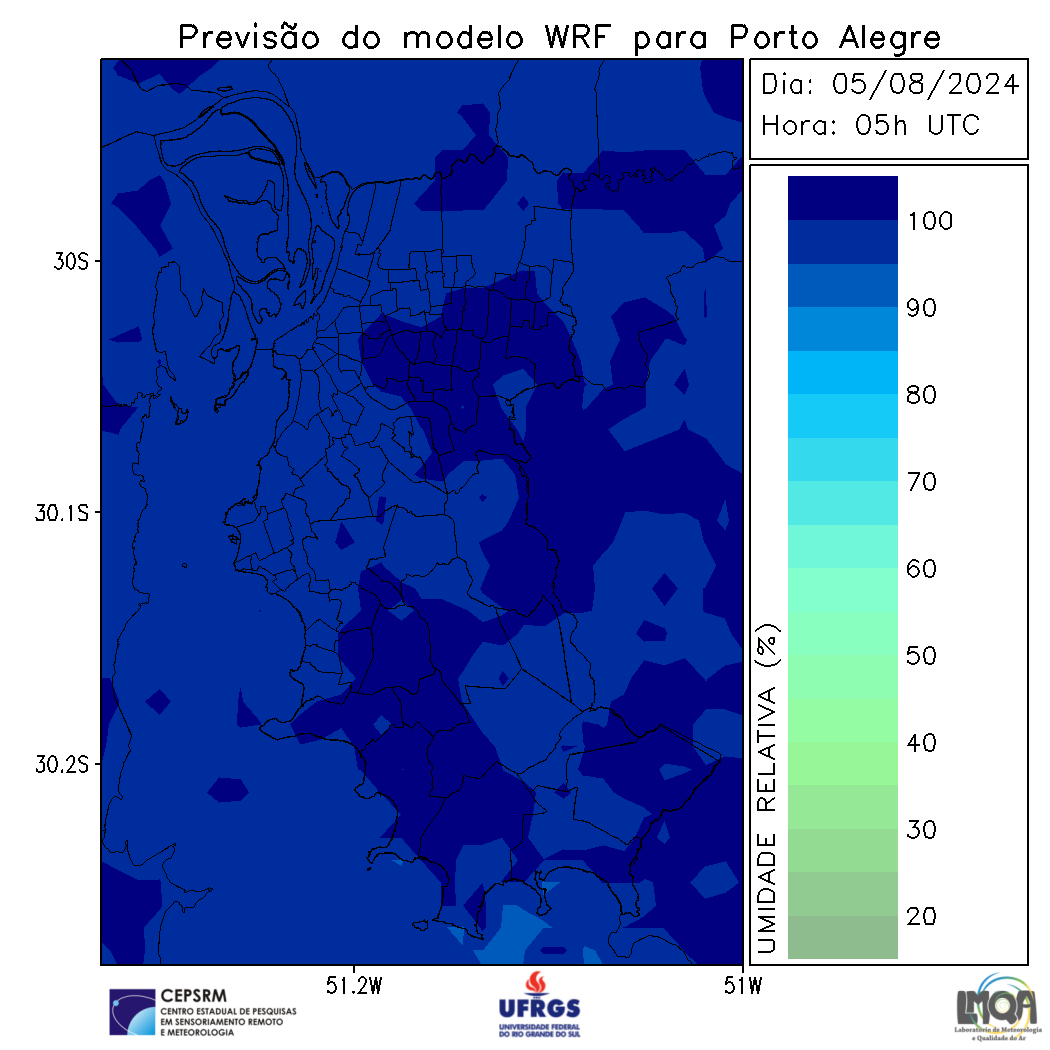 Previsão do modelo WRF para Porto Alegre
Dia: 05/08/2024
Hora: 05h UTC
30S
30.1S
30.2S
51.2W
51W
100
90
80
70
60
50
40
30
20
UMIDADE RELATIVA (%)
CEPSRM
CENTRO ESTADUAL DE PESQUISAS
EM SENSORIAMENTO REMOTO
E METEOROLOGIA
UFRGS
UNIVERSIDADE FEDERAL
DO RIO GRANDE DO SUL
LMQA
Laboratório de Meteorologia
e Qualidade do Ar